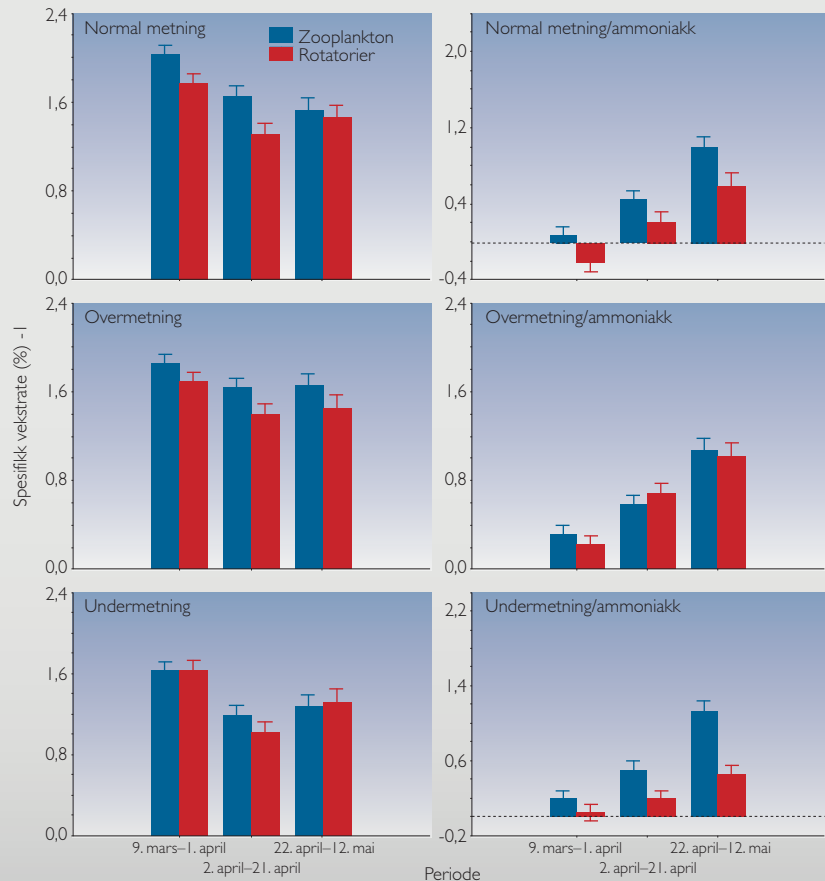 Normal metning
Zooplankton
Rotatorier
2,4
1,6
0,8
0,0
Normal metning/ammoniakk
2,0
1,2
0,4
-0,4
Overmetning
2,4
1,6
0,8
0,0
Overmetning/ammoniakk
2,4
1,6
0,8
0,0
Spesifikk vekstrate (%) -1
Undermetning
2,4
1,6
0,8
0,0
Undermetning/ammoniakk
2,2
1,4
0,6
-0,2
9. mars–1. april
22. april–12. mai
2. april–21. april
9. mars–1. april
22. april–12. mai
2. april–21. april
Periode